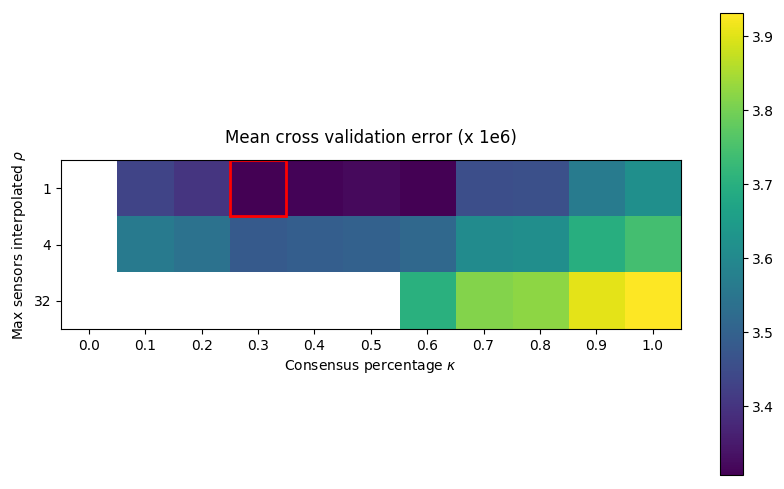 Mean cross validation error (x 1e6)
Max sensors interpolated ρ
1
4
32
0.0 0.1 0.2 0.3 0.4 0.5 0.6 0.7 0.8 0.9 1.0
Consensus percentage κ
3.9
3.8
3.7
3.6
3.5
3.4